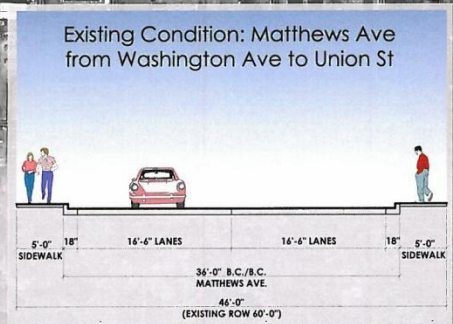 Existing Condition: Matthews Ave
from Washington Ave to Union St
5'-0" 18" 16'-6" LANES 16'-6" LANES 18" 5'-0"
SIDEWALK SIDEWALK
36'-0" B.C./B.C.
MATTHEWS AVE.
46'-0"
(EXISTING ROW 60'-0")